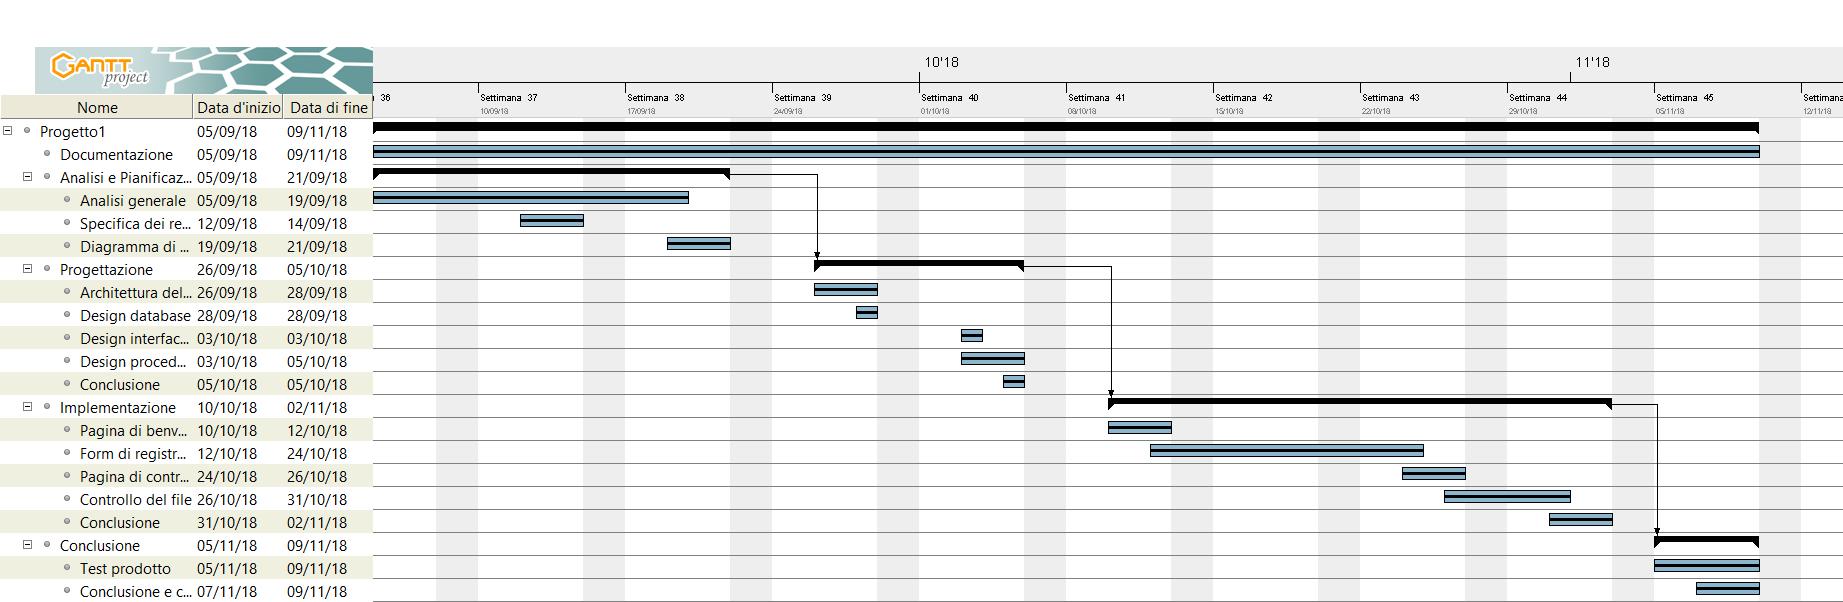 GANTT
project
10'18
11'18
36
Settimana 37
Settimana 38
Settimana 39
Settimana 40
Settimana 41
Settimana 42
Settimana 43
Settimana 44
Settimana 45
Settimana
10/09/18
17/09/18
24/09/18
01/10/18
08/10/18
15/10/18
22/10/18
29/10/18
05/11/18
12/11/18
Nome Data d'inizio Data di fine
Progetto1 05/09/18 09/11/18
Documentazione 05/09/18 09/11/18
Analisi e Pianificaz... 05/09/18 21/09/18
Analisi generale 05/09/18 19/09/18
Specifica dei re... 12/09/18 14/09/18
Diagramma di ... 19/09/18 21/09/18
Progettazione 26/09/18 05/10/18
Architettura del... 26/09/18 28/09/18
Design database 28/09/18 28/09/18
Design interfac... 03/10/18 03/10/18
Design proced... 03/10/18 05/10/18
Conclusione 05/10/18 05/10/18
Implementazione 10/10/18 02/11/18
Pagina di benv... 10/10/18 12/10/18
Form di registr... 12/10/18 24/10/18
Pagina di contr... 24/10/18 26/10/18
Controllo del file 26/10/18 31/10/18
Conclusione 31/10/18 02/11/18
Conclusione 05/11/18 09/11/18
Test prodotto 05/11/18 09/11/18
Conclusione e c... 07/11/18 09/11/18